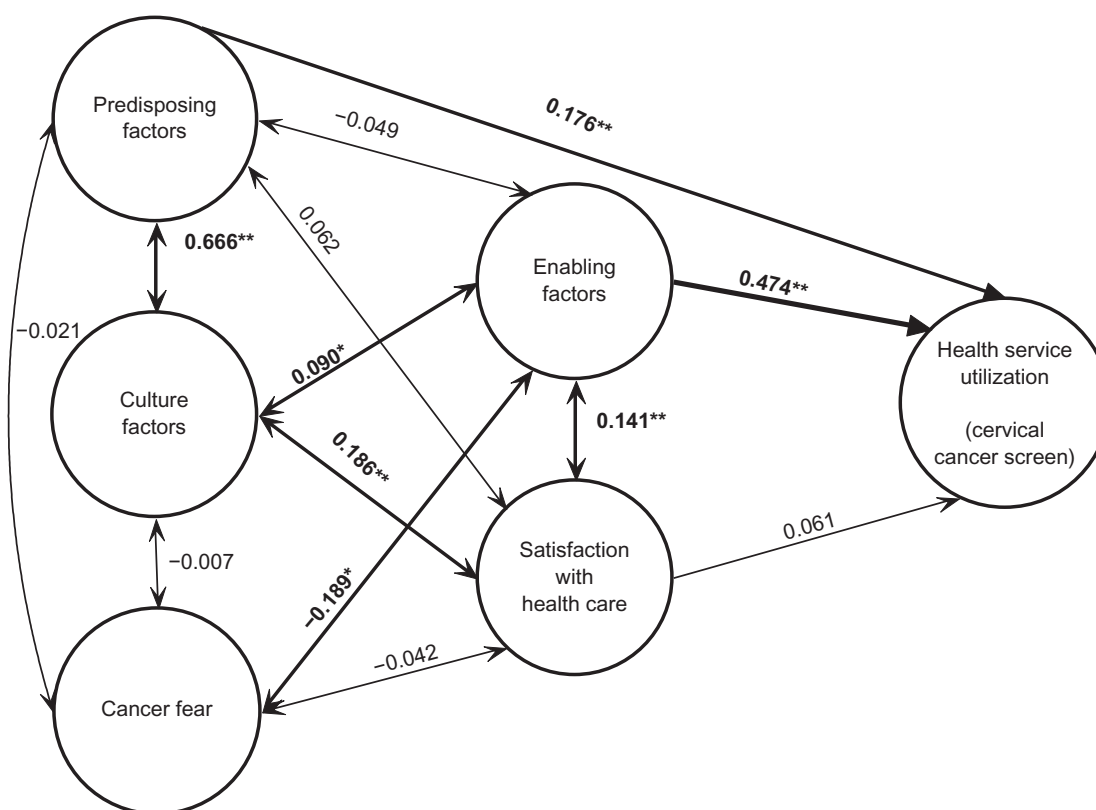 Predisposing
factors
0.176**
−0.049
0.062
0.666**
Enabling
factors
0.474**
−0.021
0.090*
Health service
utilization
(cervical
cancer screen)
Culture
factors
0.141**
0.186**
−0.007
−0.189*
Satisfaction
with
health care
0.061
−0.042
Cancer fear